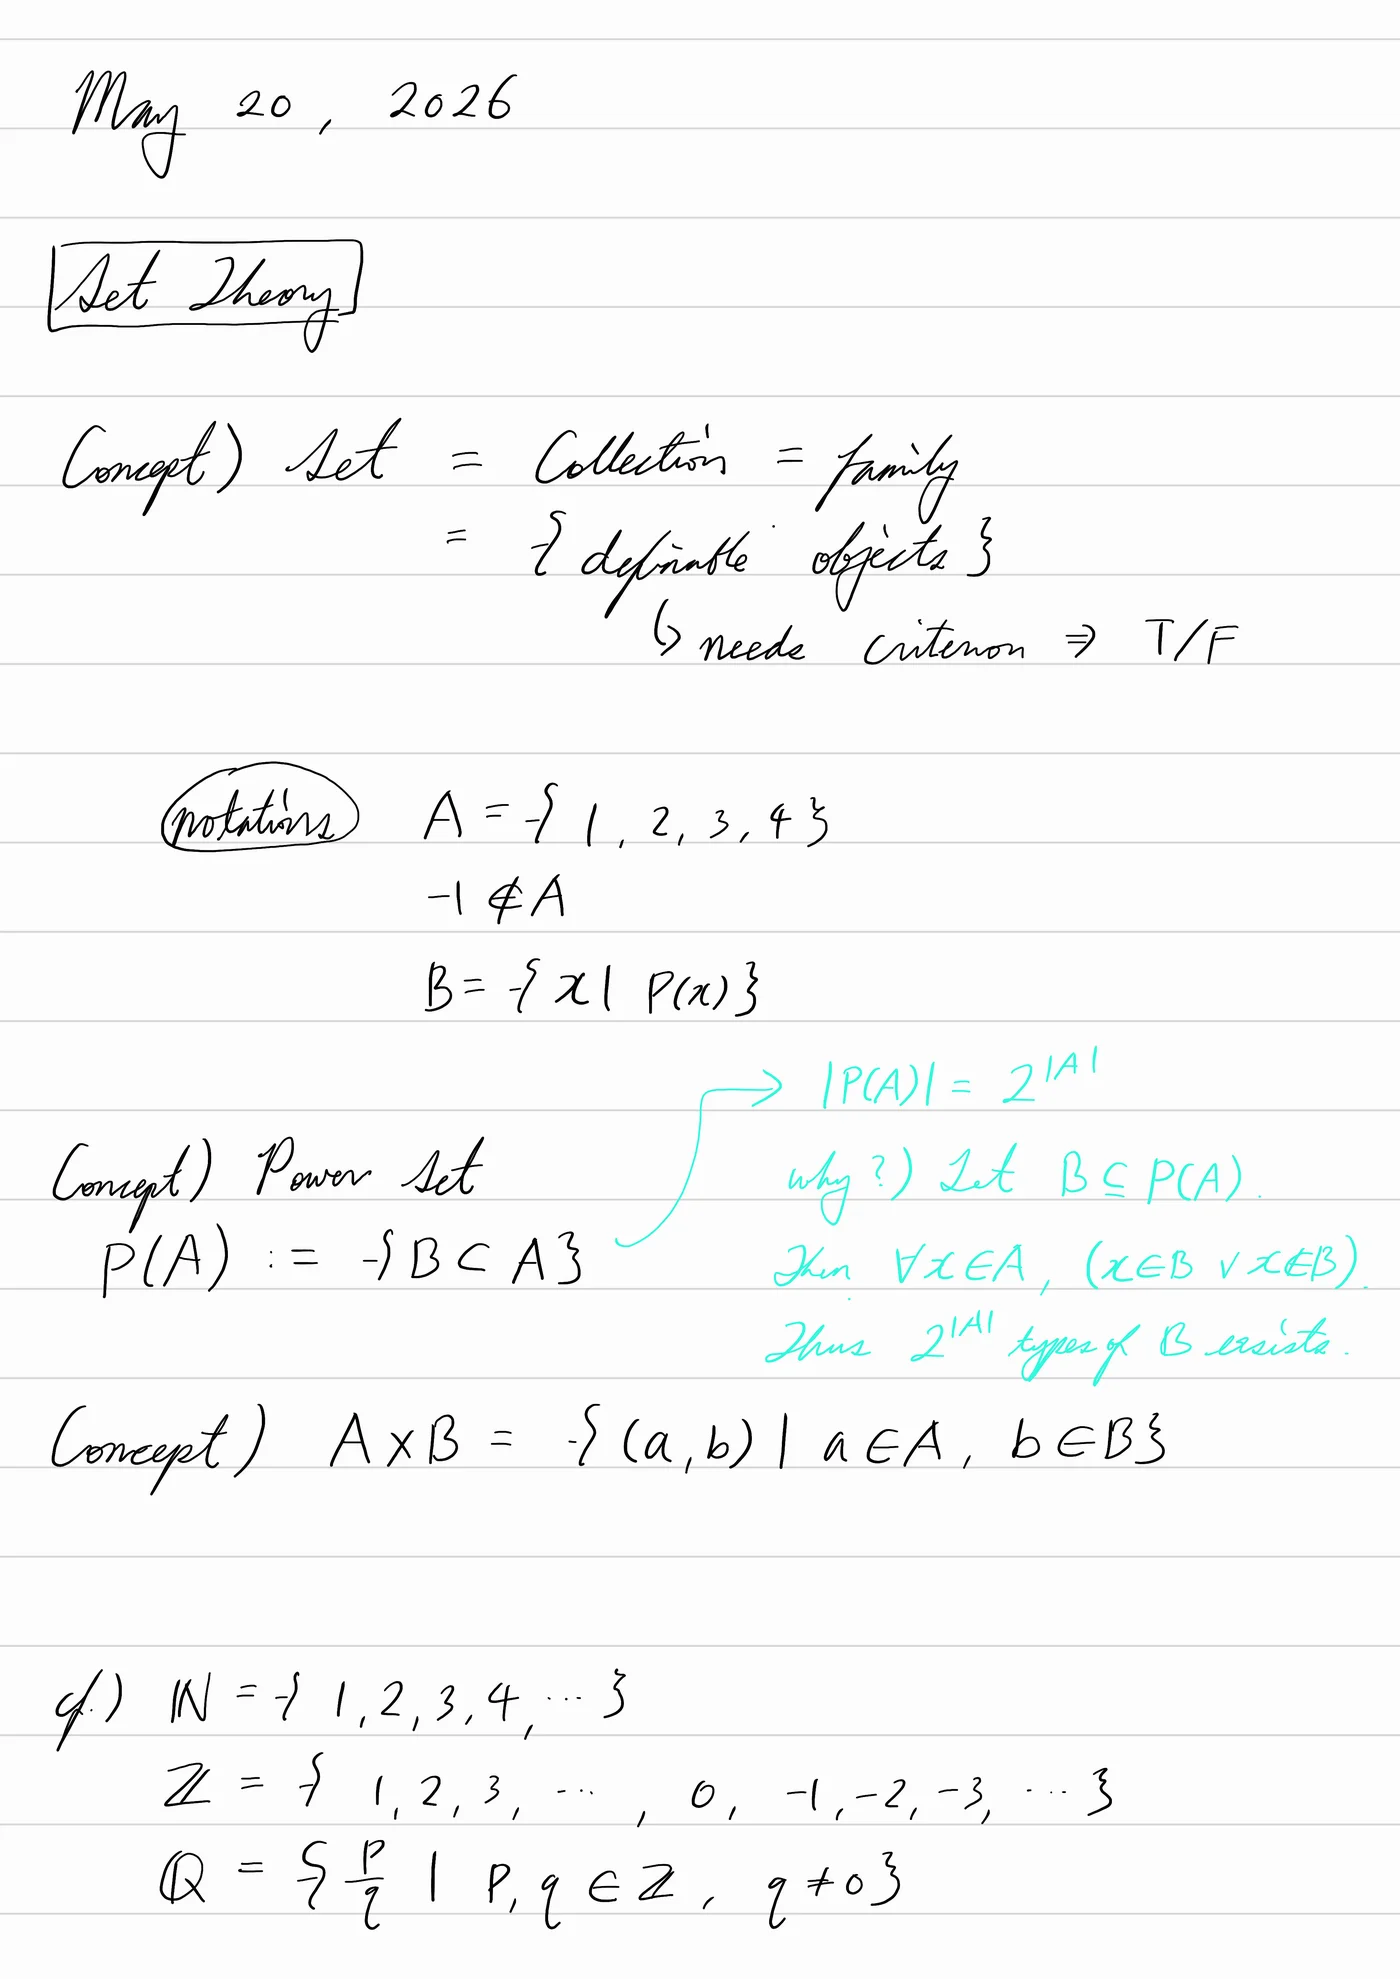 May 20, 2026
Set Theory
Concept) Set = Collection = family
= {definable objects}
↳ needs criterion ⇒ T/F
notations A = {1, 2, 3, 4}
-1 ∉ A
B = {x | P(x)}
→ |P(A)| = 2^|A|
Concept) Power Set
P(A) := {B ⊂ A}
why?) Let B ⊆ P(A).
Then ∀x∈A, (x∈B ∨ x∉B).
Thus 2^|A| types of B exists.
Concept) A×B = {(a,b) | a∈A, b∈B}
cf.) ℕ = {1, 2, 3, 4, ⋯}
ℤ = {1, 2, 3, ⋯, 0, -1, -2, -3, ⋯}
ℚ = {p/q | p, q ∈ ℤ, q ≠ 0}